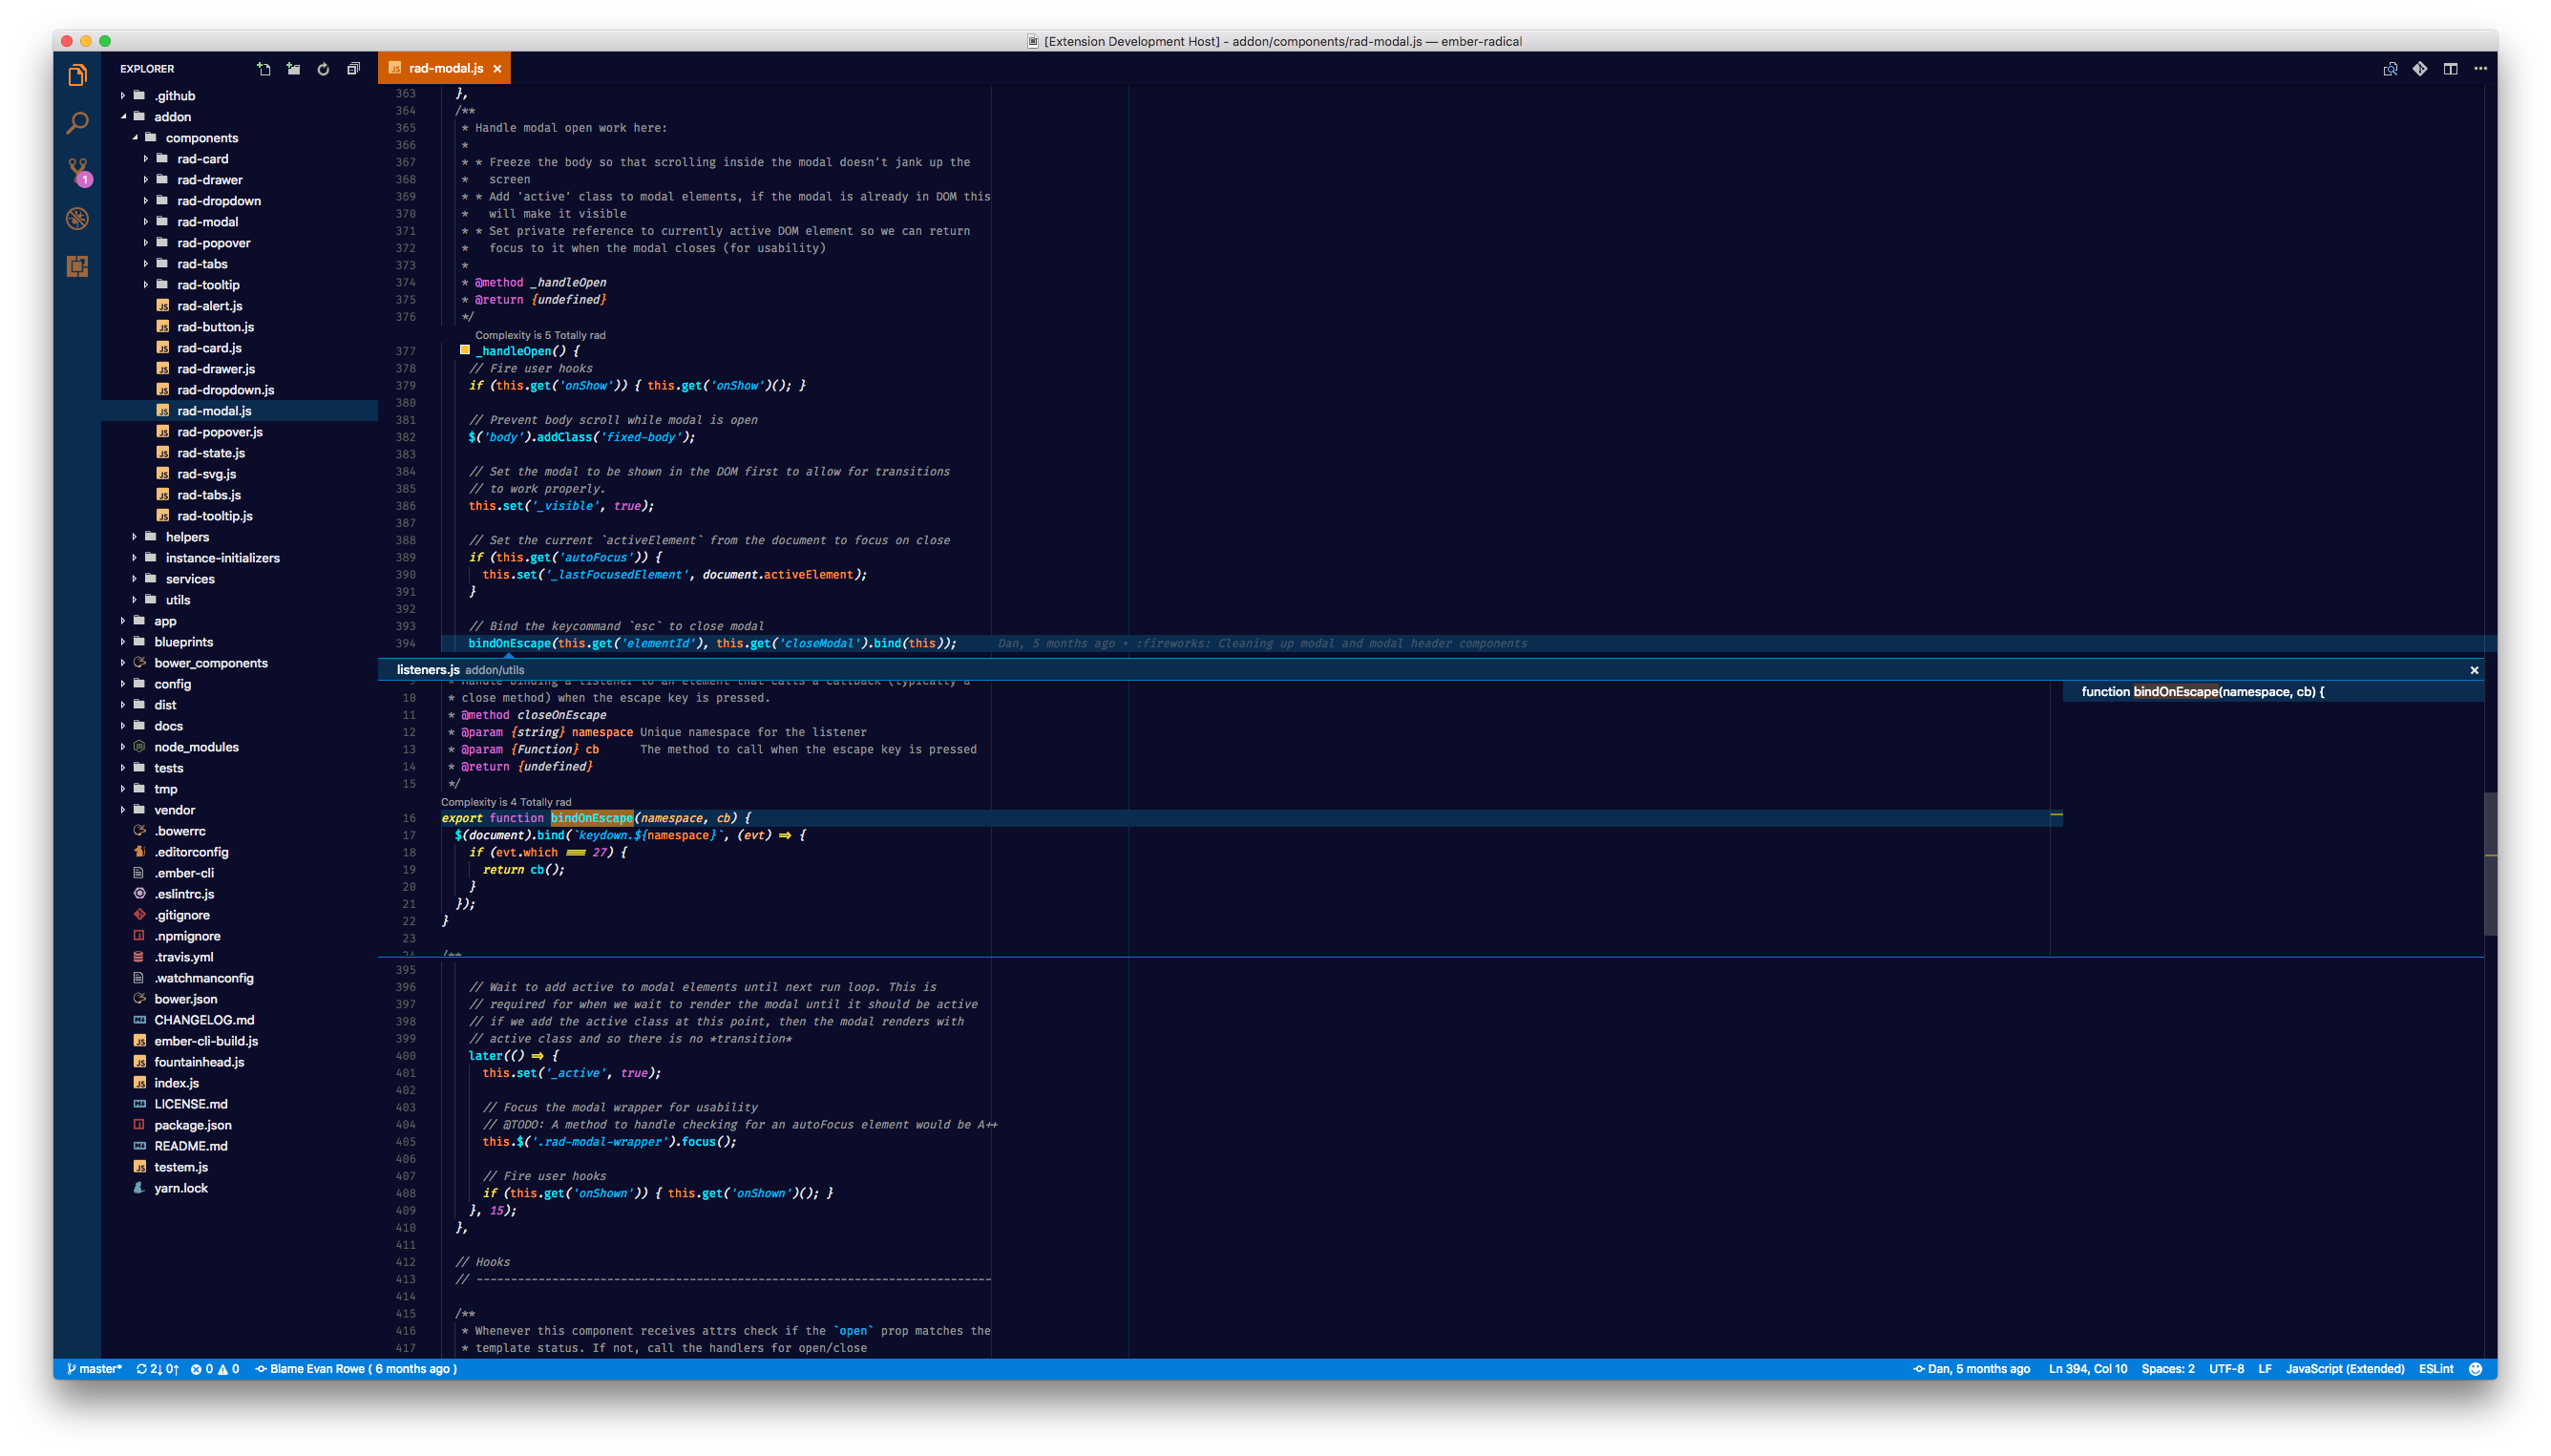 [Extension Development Host] - addon/components/rad-modal.js — ember-radical
EXPLORER
.github
addon
components
rad-card
rad-drawer
rad-dropdown
rad-modal
rad-popover
rad-tabs
rad-tooltip
rad-alert.js
rad-button.js
rad-card.js
rad-drawer.js
rad-dropdown.js
rad-modal.js
rad-popover.js
rad-state.js
rad-svg.js
rad-tabs.js
rad-tooltip.js
helpers
instance-initializers
services
utils
app
blueprints
bower_components
config
dist
docs
node_modules
tests
tmp
vendor
.bowerrc
.editorconfig
.ember-cli
.eslintrc.js
.gitignore
.npmignore
.travis.yml
.watchmanconfig
bower.json
CHANGELOG.md
ember-cli-build.js
fountainhead.js
index.js
LICENSE.md
package.json
README.md
testem.js
yarn.lock
1
JS rad-modal.js ×
363 },
364 /**
365 * Handle modal open work here:
366 *
367 * * Freeze the body so that scrolling inside the modal doesn't jank up the
368 * screen
369 * * Add 'active' class to modal elements, if the modal is already in DOM this
370 * will make it visible
371 * * Set private reference to currently active DOM element so we can return
372 * focus to it when the modal closes (for usability)
373 *
374 * @method _handleOpen
375 * @return {undefined}
376 */
Complexity is 5 Totally rad
377 _handleOpen() {
378 // Fire user hooks
379 if (this.get('onShow')) { this.get('onShow')(); }
380
381 // Prevent body scroll while modal is open
382 $('body').addClass('fixed-body');
383
384 // Set the modal to be shown in the DOM first to allow for transitions
385 // to work properly.
386 this.set('_visible', true);
387
388 // Set the current `activeElement` from the document to focus on close
389 if (this.get('autoFocus')) {
390 this.set('_lastFocusedElement', document.activeElement);
391 }
392
393 // Bind the keycommand `esc` to close modal
394 bindOnEscape(this.get('elementId'), this.get('closeModal').bind(this)); Dan, 5 months ago • :fireworks: Cleaning up modal and modal header components
listeners.js addon/utils ×
9 * Handle binding a listener to an element that calls a callback (typically a
10 * close method) when the escape key is pressed.
11 * @method closeOnEscape
12 * @param {string} namespace Unique namespace for the listener
13 * @param {Function} cb The method to call when the escape key is pressed
14 * @return {undefined}
15 */
Complexity is 4 Totally rad
16 export function bindOnEscape(namespace, cb) {
17 $(document).bind(`keydown.${namespace}`, (evt) => {
18 if (evt.which === 27) {
19 return cb();
20 }
21 });
22 }
23
24 /**
function bindOnEscape(namespace, cb) {
395
396 // Wait to add active to modal elements until next run loop. This is
397 // required for when we wait to render the modal until it should be active
398 // if we add the active class at this point, then the modal renders with
399 // active class and so there is no *transition*
400 later(() => {
401 this.set('_active', true);
402
403 // Focus the modal wrapper for usability
404 // @TODO: A method to handle checking for an autoFocus element would be A++
405 this.$('.rad-modal-wrapper').focus();
406
407 // Fire user hooks
408 if (this.get('onShown')) { this.get('onShown')(); }
409 }, 15);
410 },
411
412 // Hooks
413 // ---------------------------------------------------------------------------
414
415 /**
416 * Whenever this component receives attrs check if the `open` prop matches the
417 * template status. If not, call the handlers for open/close
master* 2↓ 0↑ 0 0 Blame Evan Rowe ( 6 months ago ) Dan, 5 months ago Ln 394, Col 10 Spaces: 2 UTF-8 LF JavaScript (Extended) ESLint